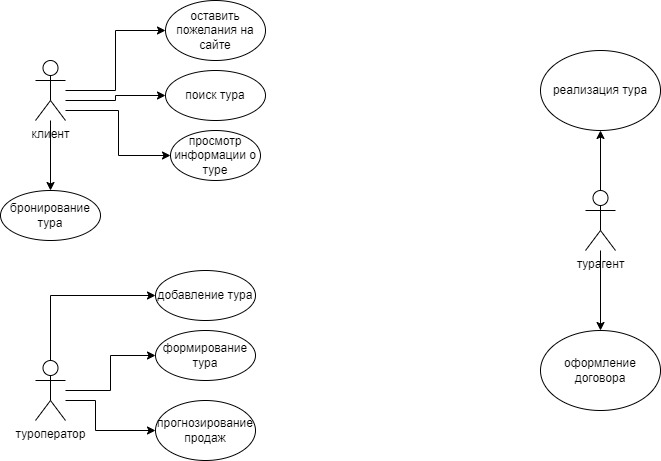 оставить
пожелания на
сайте
поиск тура
клиент
просмотр
информации о
туре
бронирование
тура
реализация тура
турагент
добавление тура
формирование
тура
туроператор
прогнозирование
продаж
оформление
договора